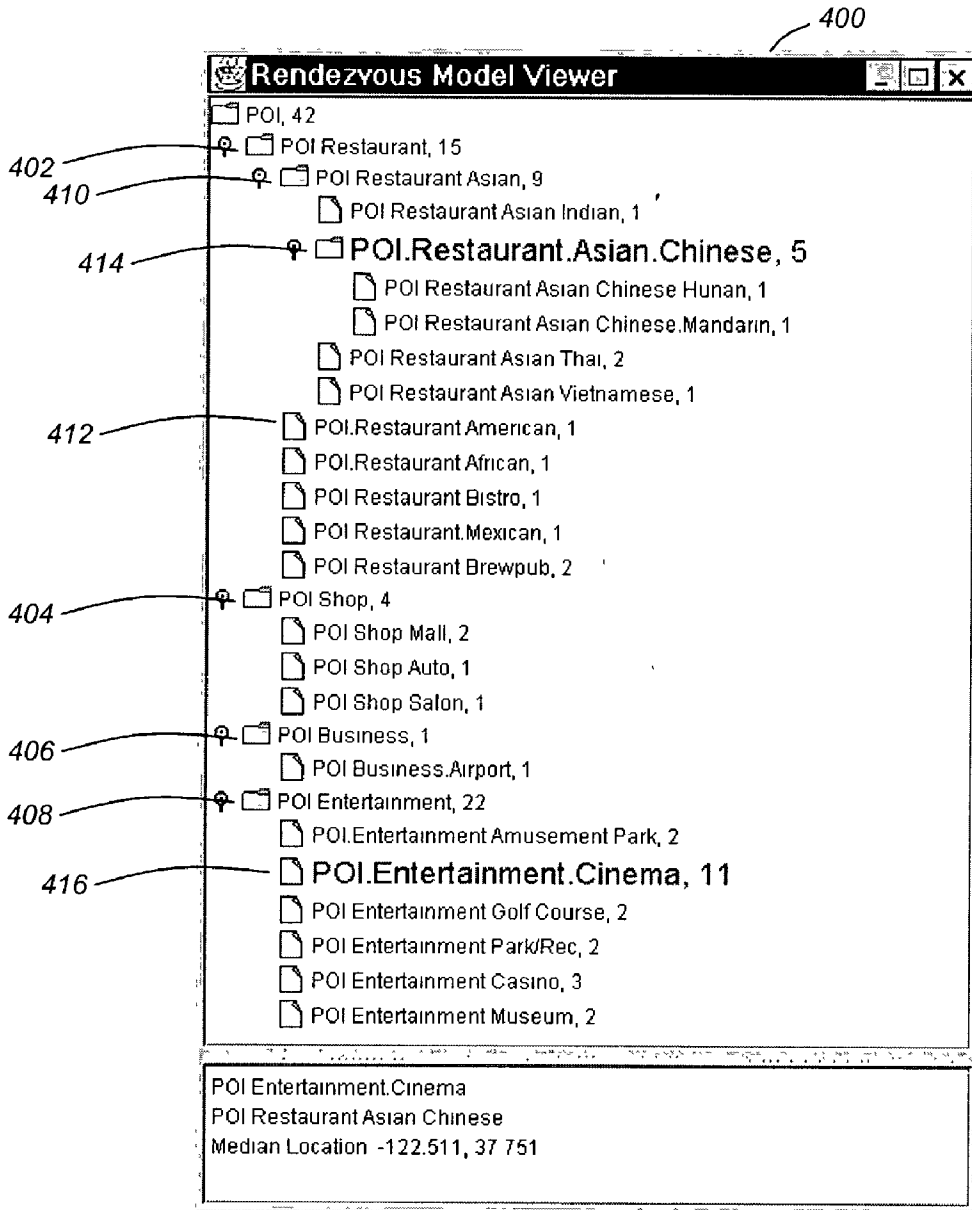 400
Rendezvous Model Viewer
POI, 42
402 POI Restaurant, 15
410 POI Restaurant Asian, 9
POI Restaurant Asian Indian, 1
414 POI.Restaurant.Asian.Chinese, 5
POI Restaurant Asian Chinese Hunan, 1
POI Restaurant Asian Chinese.Mandarin, 1
POI Restaurant Asian Thai, 2
POI Restaurant Asian Vietnamese, 1
412 POI.Restaurant American, 1
POI.Restaurant African, 1
POI Restaurant Bistro, 1
POI Restaurant.Mexican, 1
POI Restaurant Brewpub, 2
404 POI Shop, 4
POI Shop Mall, 2
POI Shop Auto, 1
POI Shop Salon, 1
406 POI Business, 1
POI Business.Airport, 1
408 POI Entertainment, 22
POI.Entertainment Amusement Park, 2
416 POI.Entertainment.Cinema, 11
POI Entertainment Golf Course, 2
POI Entertainment Park/Rec, 2
POI Entertainment Casino, 3
POI Entertainment Museum, 2
POI Entertainment.Cinema
POI Restaurant Asian Chinese
Median Location -122.511, 37 751